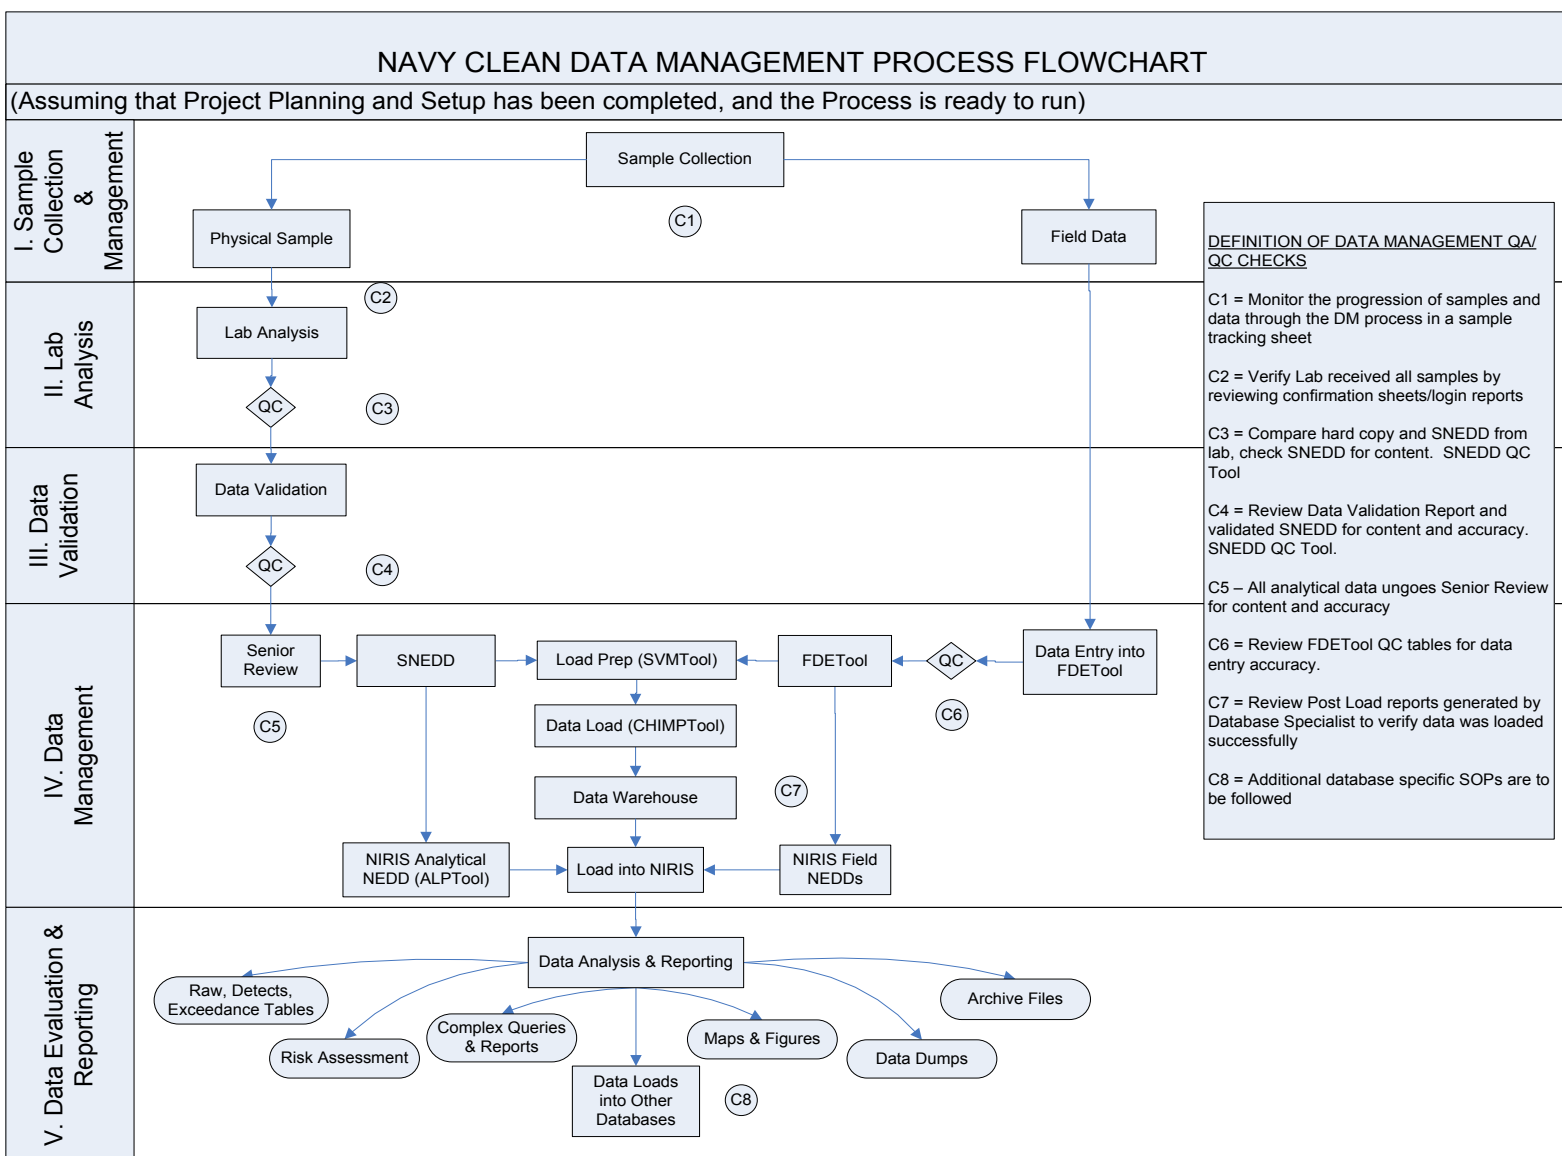 NAVY CLEAN DATA MANAGEMENT PROCESS FLOWCHART
(Assuming that Project Planning and Setup has been completed, and the Process is ready to run)
I. Sample
Collection
&
Management
Sample Collection
C1
Physical Sample
Field Data
C2
II. Lab
Analysis
Lab Analysis
QC
C3
III. Data
Validation
Data Validation
QC
C4
IV. Data
Management
Senior
Review
SNEDD
Load Prep (SVMTool)
FDETool
QC
Data Entry into
FDETool
C5
C6
Data Load (CHIMPTool)
C7
Data Warehouse
NIRIS Analytical
NEDD (ALPTool)
Load into NIRIS
NIRIS Field
NEDDs
V. Data Evaluation &
Reporting
Data Analysis & Reporting
Raw, Detects,
Exceedance Tables
Risk Assessment
Complex Queries
& Reports
Data Loads
into Other
Databases
C8
Maps & Figures
Data Dumps
Archive Files
DEFINITION OF DATA MANAGEMENT QA/
QC CHECKS
C1 = Monitor the progression of samples and
data through the DM process in a sample
tracking sheet
C2 = Verify Lab received all samples by
reviewing confirmation sheets/login reports
C3 = Compare hard copy and SNEDD from
lab, check SNEDD for content.  SNEDD QC
Tool
C4 = Review Data Validation Report and
validated SNEDD for content and accuracy.
SNEDD QC Tool.
C5 – All analytical data ungoes Senior Review
for content and accuracy
C6 = Review FDETool QC tables for data
entry accuracy.
C7 = Review Post Load reports generated by
Database Specialist to verify data was loaded
successfully
C8 = Additional database specific SOPs are to
be followed